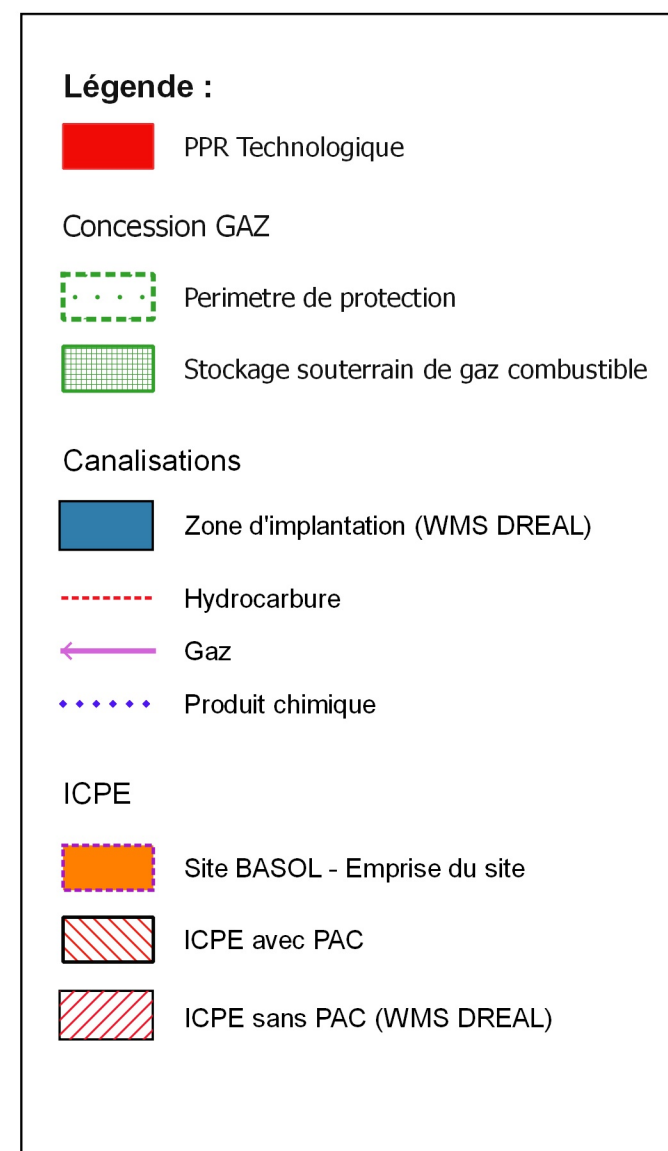 Légende :
PPR Technologique
Concession GAZ
Perimetre de protection
Stockage souterrain de gaz combustible
Canalisations
Zone d'implantation (WMS DREAL)
Hydrocarbure
Gaz
Produit chimique
ICPE
Site BASOL - Emprise du site
ICPE avec PAC
ICPE sans PAC (WMS DREAL)